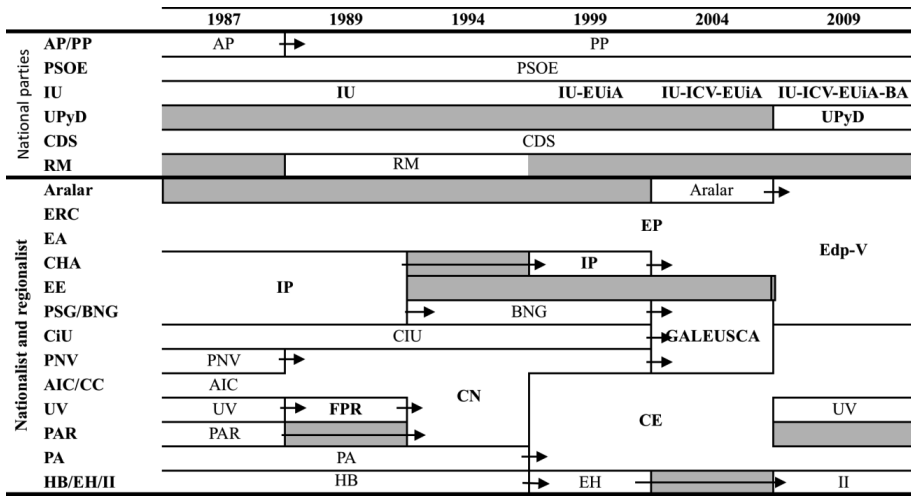 1987 1989 1994 1999 2004 2009
National parties
AP/PP AP PP
PSOE PSOE
IU IU IU-EUiA IU-ICV-EUiA IU-ICV-EUiA-BA
UPyD UPyD
CDS CDS
RM RM
Nationalist and regionalist
Aralar Aralar
ERC
EP
EA
Edp-V
CHA IP
EE IP
PSG/BNG BNG
CiU CIU GALEUSCA
PNV PNV
AIC/CC AIC
CN
UV UV FPR UV
CE
PAR PAR
PA PA
HB/EH/II HB EH II